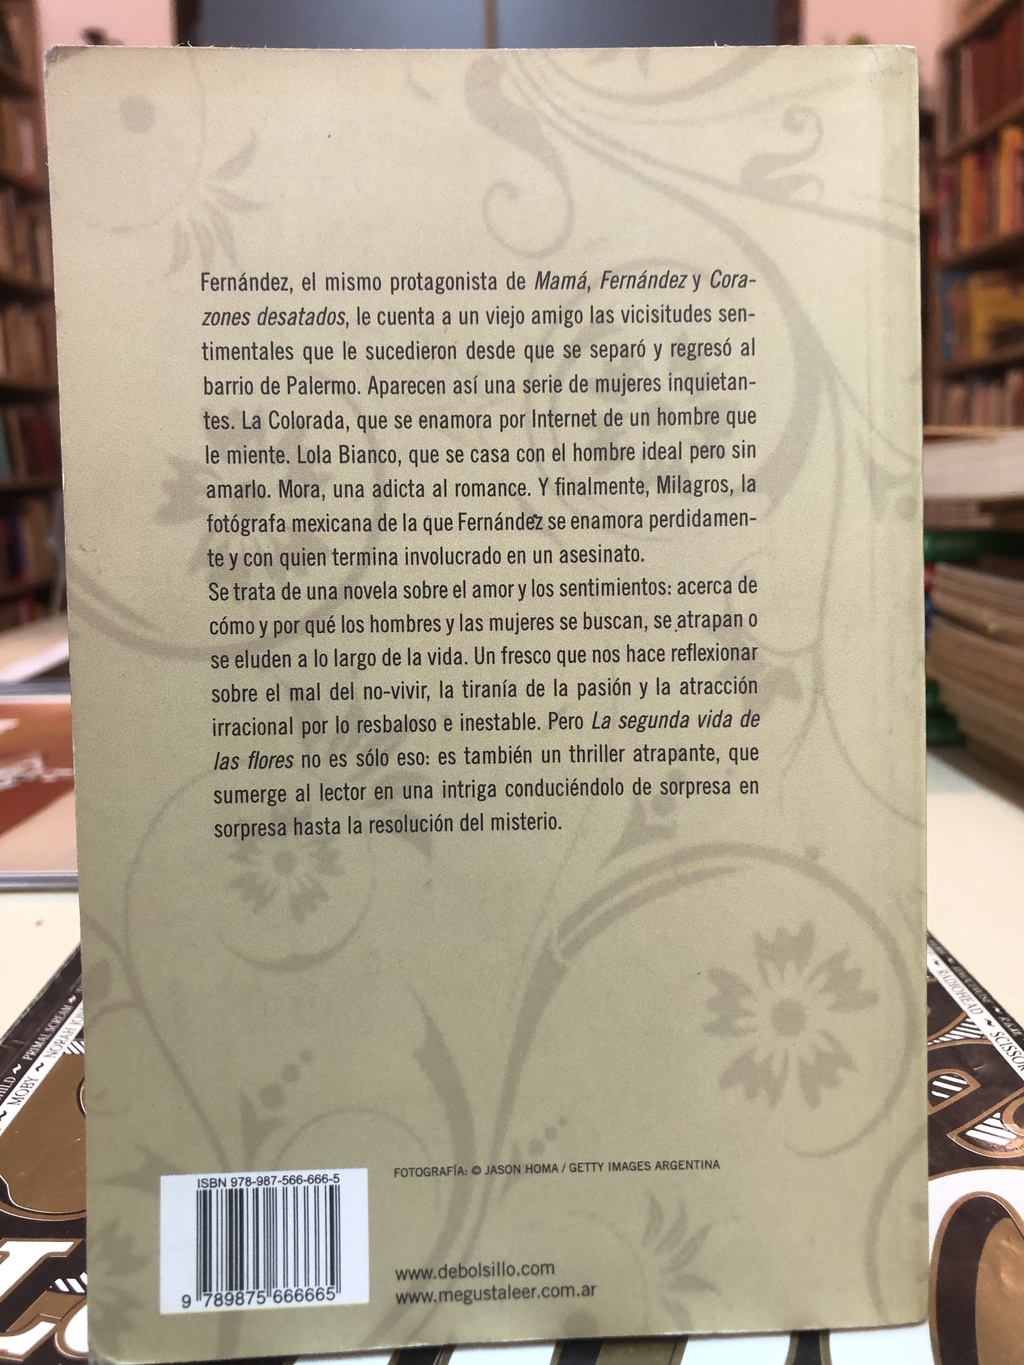 Fernández, el mismo protagonista de Mamá, Fernández y Cora-
zones desatados, le cuenta a un viejo amigo las vicisitudes sen-
timentales que le sucedieron desde que se separó y regresó al
barrio de Palermo. Aparecen así una serie de mujeres inquietan-
tes. La Colorada, que se enamora por Internet de un hombre que
le miente. Lola Bianco, que se casa con el hombre ideal pero sin
amarlo. Mora, una adicta al romance. Y finalmente, Milagros, la
fotógrafa mexicana de la que Fernández se enamora perdidamen-
te y con quien termina involucrado en un asesinato.
Se trata de una novela sobre el amor y los sentimientos: acerca de
cómo y por qué los hombres y las mujeres se buscan, se atrapan o
se eluden a lo largo de la vida. Un fresco que nos hace reflexionar
sobre el mal del no-vivir, la tiranía de la pasión y la atracción
irracional por lo resbaloso e inestable. Pero La segunda vida de
las flores no es sólo eso: es también un thriller atrapante, que
sumerge al lector en una intriga conduciéndolo de sorpresa en
sorpresa hasta la resolución del misterio.
PRIMAL SCREAM
MOBY ~ NORAH
RADIOHEAD ~
FOTOGRAFÍA: © JASON HOMA / GETTY IMAGES ARGENTINA
ISBN 978-987-566-666-5
9 789875 666665
www.debolsillo.com
www.megustaleer.com.ar